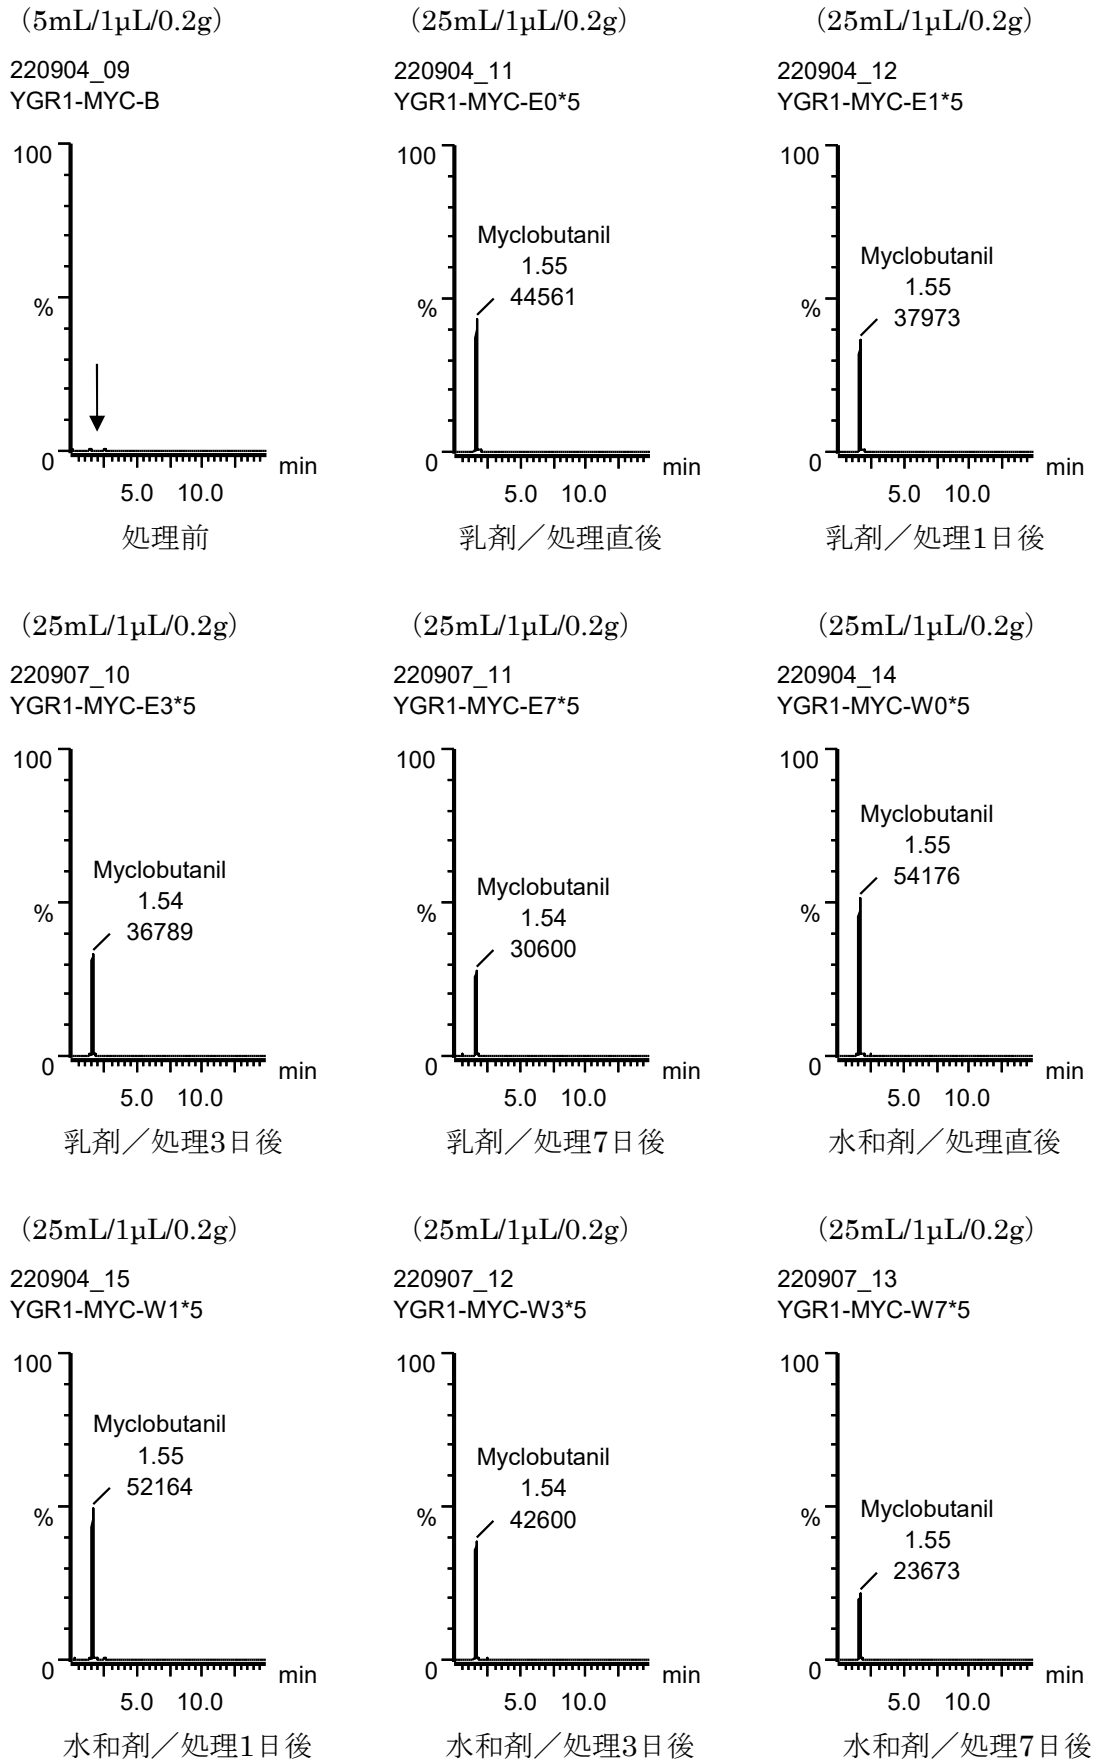 (5mL/1µL/0.2g)
220904_09
YGR1-MYC-B
100
%
0
min
5.0 10.0
処理前
(25mL/1µL/0.2g)
220904_11
YGR1-MYC-E0*5
100
Myclobutanil
1.55
44561
%
0
min
5.0 10.0
乳剤／処理直後
(25mL/1µL/0.2g)
220904_12
YGR1-MYC-E1*5
100
Myclobutanil
1.55
37973
%
0
min
5.0 10.0
乳剤／処理1日後
(25mL/1µL/0.2g)
220907_10
YGR1-MYC-E3*5
100
Myclobutanil
1.54
36789
%
0
min
5.0 10.0
乳剤／処理3日後
(25mL/1µL/0.2g)
220907_11
YGR1-MYC-E7*5
100
Myclobutanil
1.54
30600
%
0
min
5.0 10.0
乳剤／処理7日後
(25mL/1µL/0.2g)
220904_14
YGR1-MYC-W0*5
100
Myclobutanil
1.55
54176
%
0
min
5.0 10.0
水和剤／処理直後
(25mL/1µL/0.2g)
220904_15
YGR1-MYC-W1*5
100
Myclobutanil
1.55
52164
%
0
min
5.0 10.0
水和剤／処理1日後
(25mL/1µL/0.2g)
220907_12
YGR1-MYC-W3*5
100
Myclobutanil
1.54
42600
%
0
min
5.0 10.0
水和剤／処理3日後
(25mL/1µL/0.2g)
220907_13
YGR1-MYC-W7*5
100
Myclobutanil
1.55
23673
%
0
min
5.0 10.0
水和剤／処理7日後